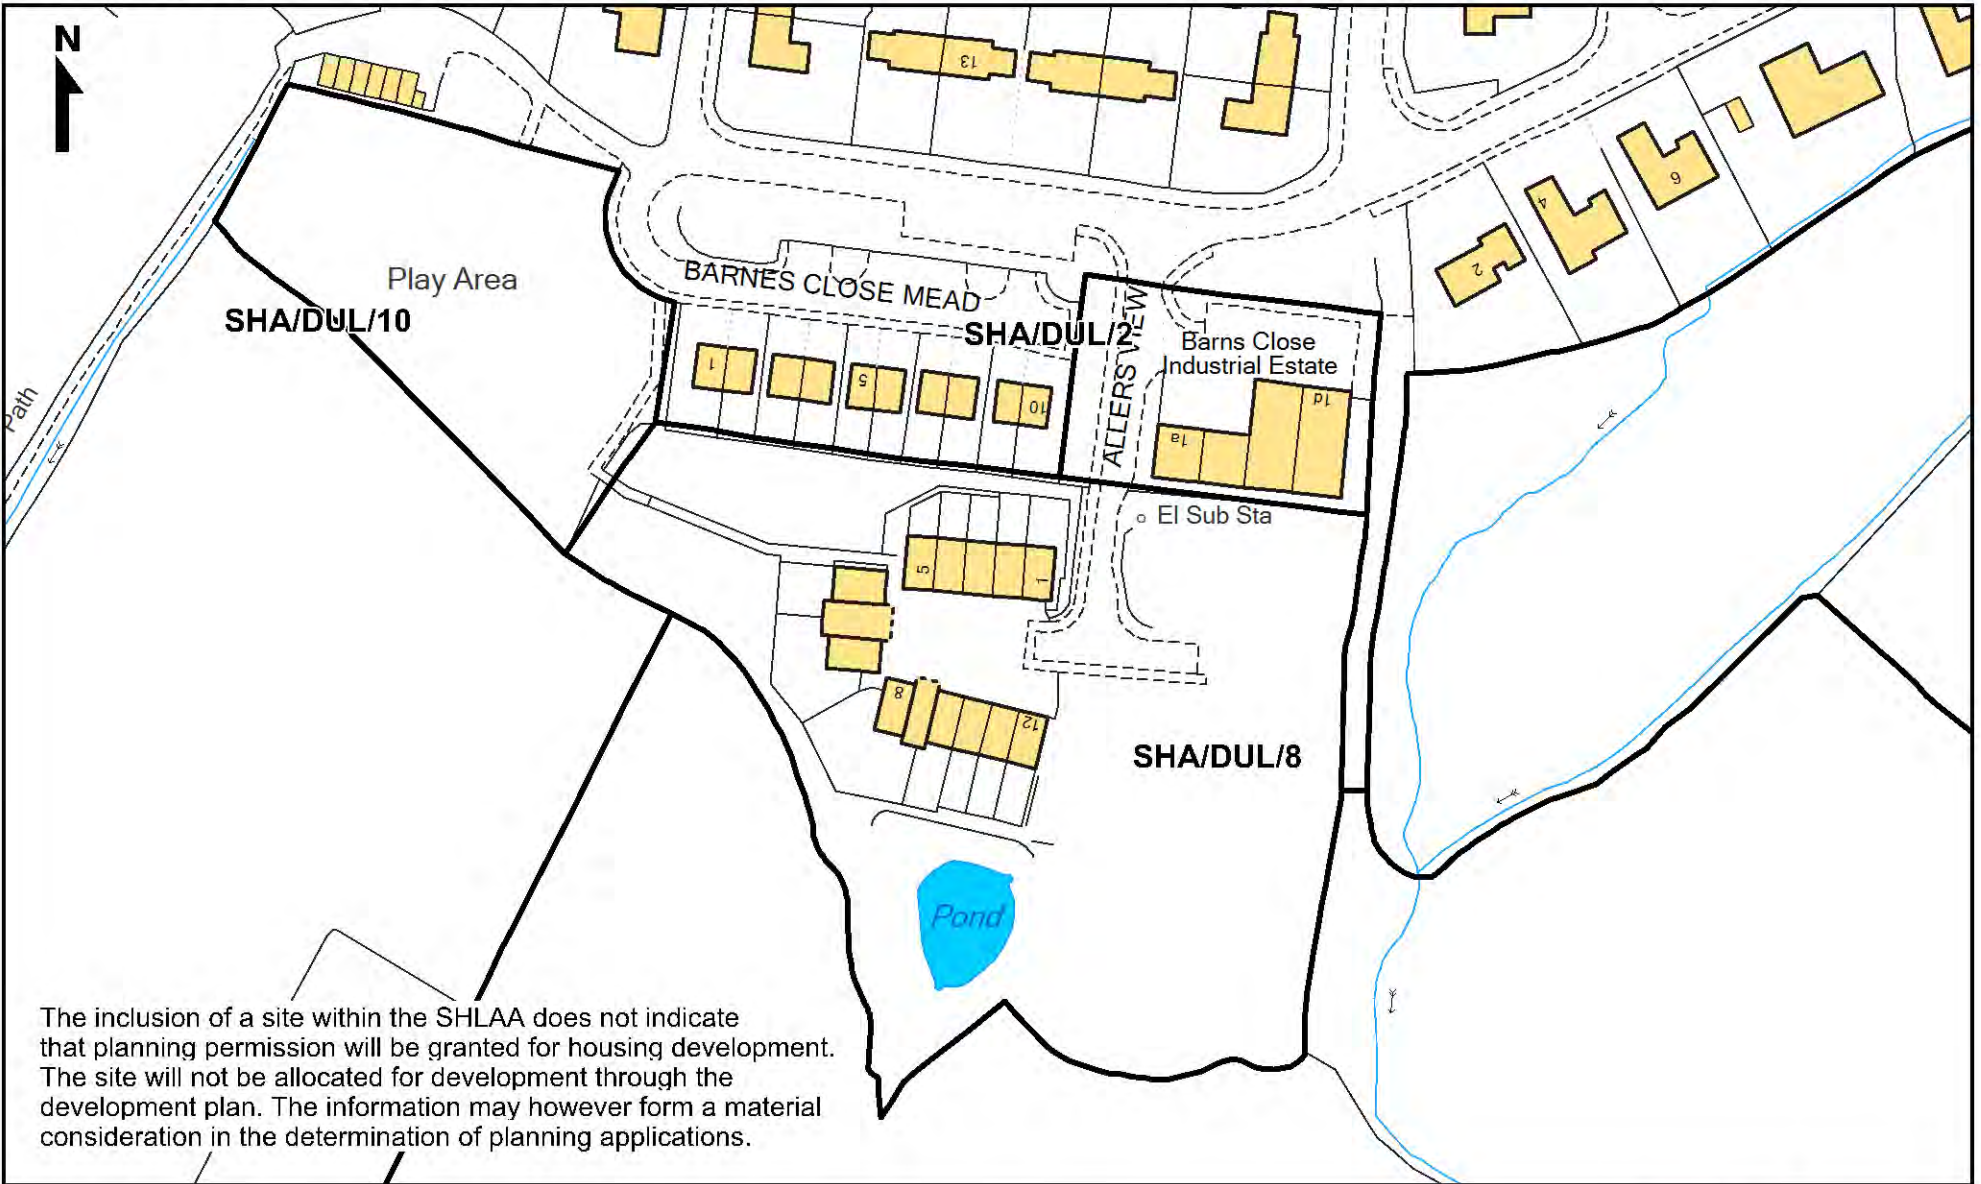 N
13
6
4
2
Play Area
BARNES CLOSE MEAD
SHA/DUL/10
SHA/DUL/2
ALLERS VIEW
Barns Close
Industrial Estate
1
5
10
1a
1d
Path
El Sub Sta
5
1
8
12
SHA/DUL/8
Pond
The inclusion of a site within the SHLAA does not indicate
that planning permission will be granted for housing development.
The site will not be allocated for development through the
development plan. The information may however form a material
consideration in the determination of planning applications.